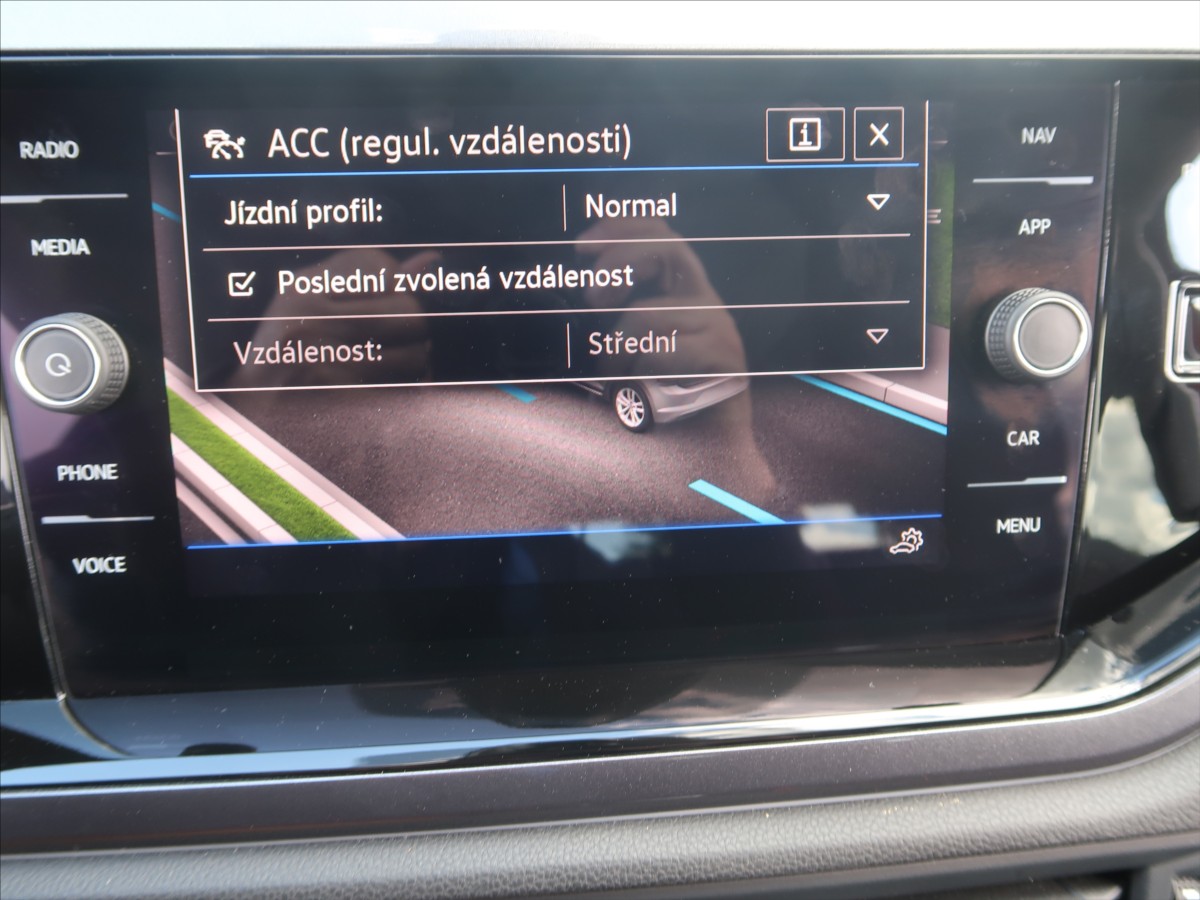 RADIO
MEDIA
PHONE
VOICE
ACC (regul. vzdálenosti)
i
X
Jízdní profil: Normal
Poslední zvolená vzdálenost
Vzdálenost: Střední
NAV
APP
CAR
MENU